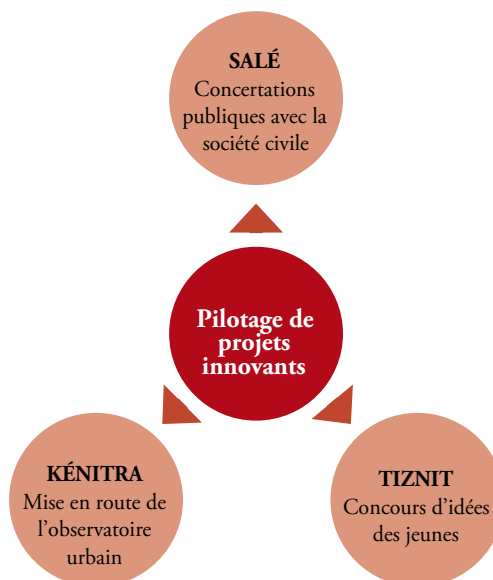 SALÉ
Concertations
publiques avec la
société civile
Pilotage de
projets
innovants
KÉNITRA
Mise en route de
l’observatoire
urbain
TIZNIT
Concours d’idées
des jeunes